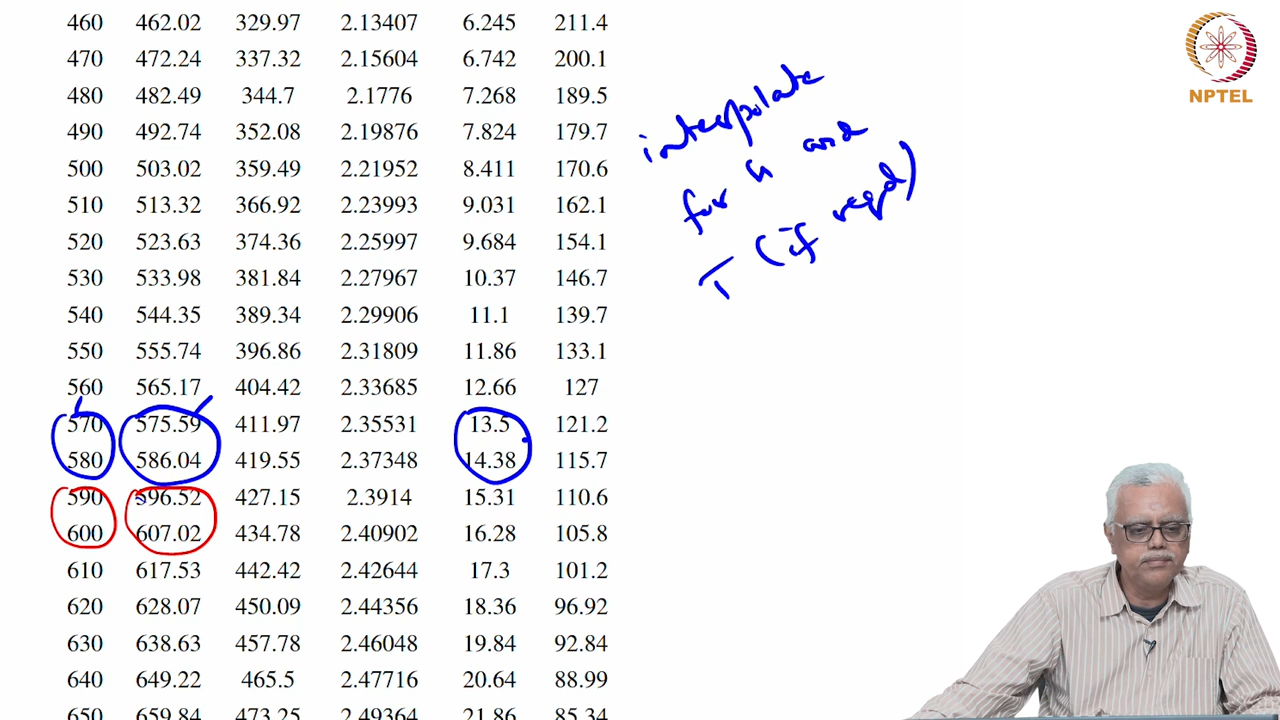 460 462.02 329.97 2.13407 6.245 211.4
470 472.24 337.32 2.15604 6.742 200.1
480 482.49 344.7 2.1776 7.268 189.5
490 492.74 352.08 2.19876 7.824 179.7
500 503.02 359.49 2.21952 8.411 170.6
510 513.32 366.92 2.23993 9.031 162.1
520 523.63 374.36 2.25997 9.684 154.1
530 533.98 381.84 2.27967 10.37 146.7
540 544.35 389.34 2.29906 11.1 139.7
550 555.74 396.86 2.31809 11.86 133.1
560 565.17 404.42 2.33685 12.66 127
570 575.59 411.97 2.35531 13.5 121.2
580 586.04 419.55 2.37348 14.38 115.7
590 596.52 427.15 2.3914 15.31 110.6
600 607.02 434.78 2.40902 16.28 105.8
610 617.53 442.42 2.42644 17.3 101.2
620 628.07 450.09 2.44356 18.36 96.92
630 638.63 457.78 2.46048 19.84 92.84
640 649.22 465.5 2.47716 20.64 88.99
650 659.84 473.25 2.49364 21.86 85.34
interpolate
for h and
T (if reqd)
NPTEL